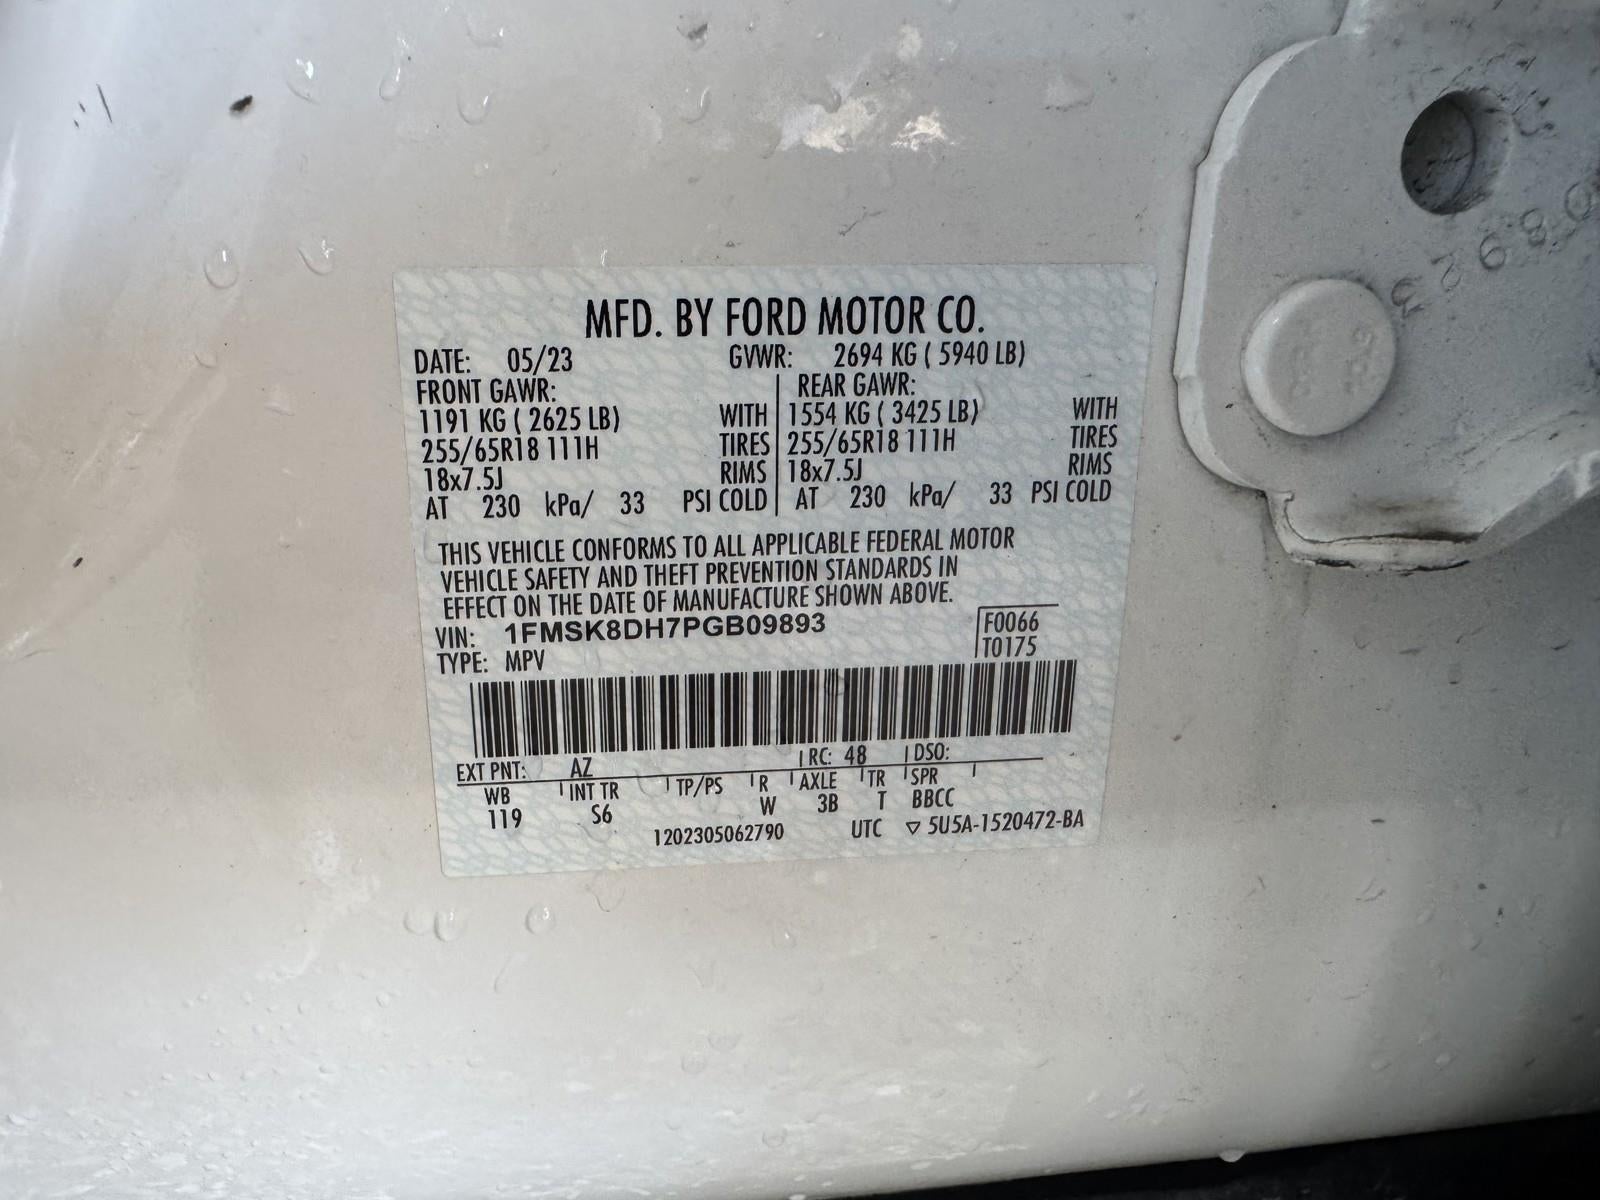 MFD. BY FORD MOTOR CO.
DATE: 05/23 GVWR: 2694 KG ( 5940 LB)
FRONT GAWR: REAR GAWR:
1191 KG ( 2625 LB) WITH 1554 KG ( 3425 LB) WITH
255/65R18 111H TIRES 255/65R18 111H TIRES
18x7.5J RIMS 18x7.5J RIMS
AT 230 kPa/ 33 PSI COLD AT 230 kPa/ 33 PSI COLD
THIS VEHICLE CONFORMS TO ALL APPLICABLE FEDERAL MOTOR
VEHICLE SAFETY AND THEFT PREVENTION STANDARDS IN
EFFECT ON THE DATE OF MANUFACTURE SHOWN ABOVE.
VIN: 1FMSK8DH7PGB09893 F0066
TYPE: MPV T0175
EXT PNT: AZ RC: 48 DSO:
WB INT TR TP/PS R AXLE TR SPR
119 S6 W 3B T BBCC
1202305062790 UTC ▽ 5U5A-1520472-BA